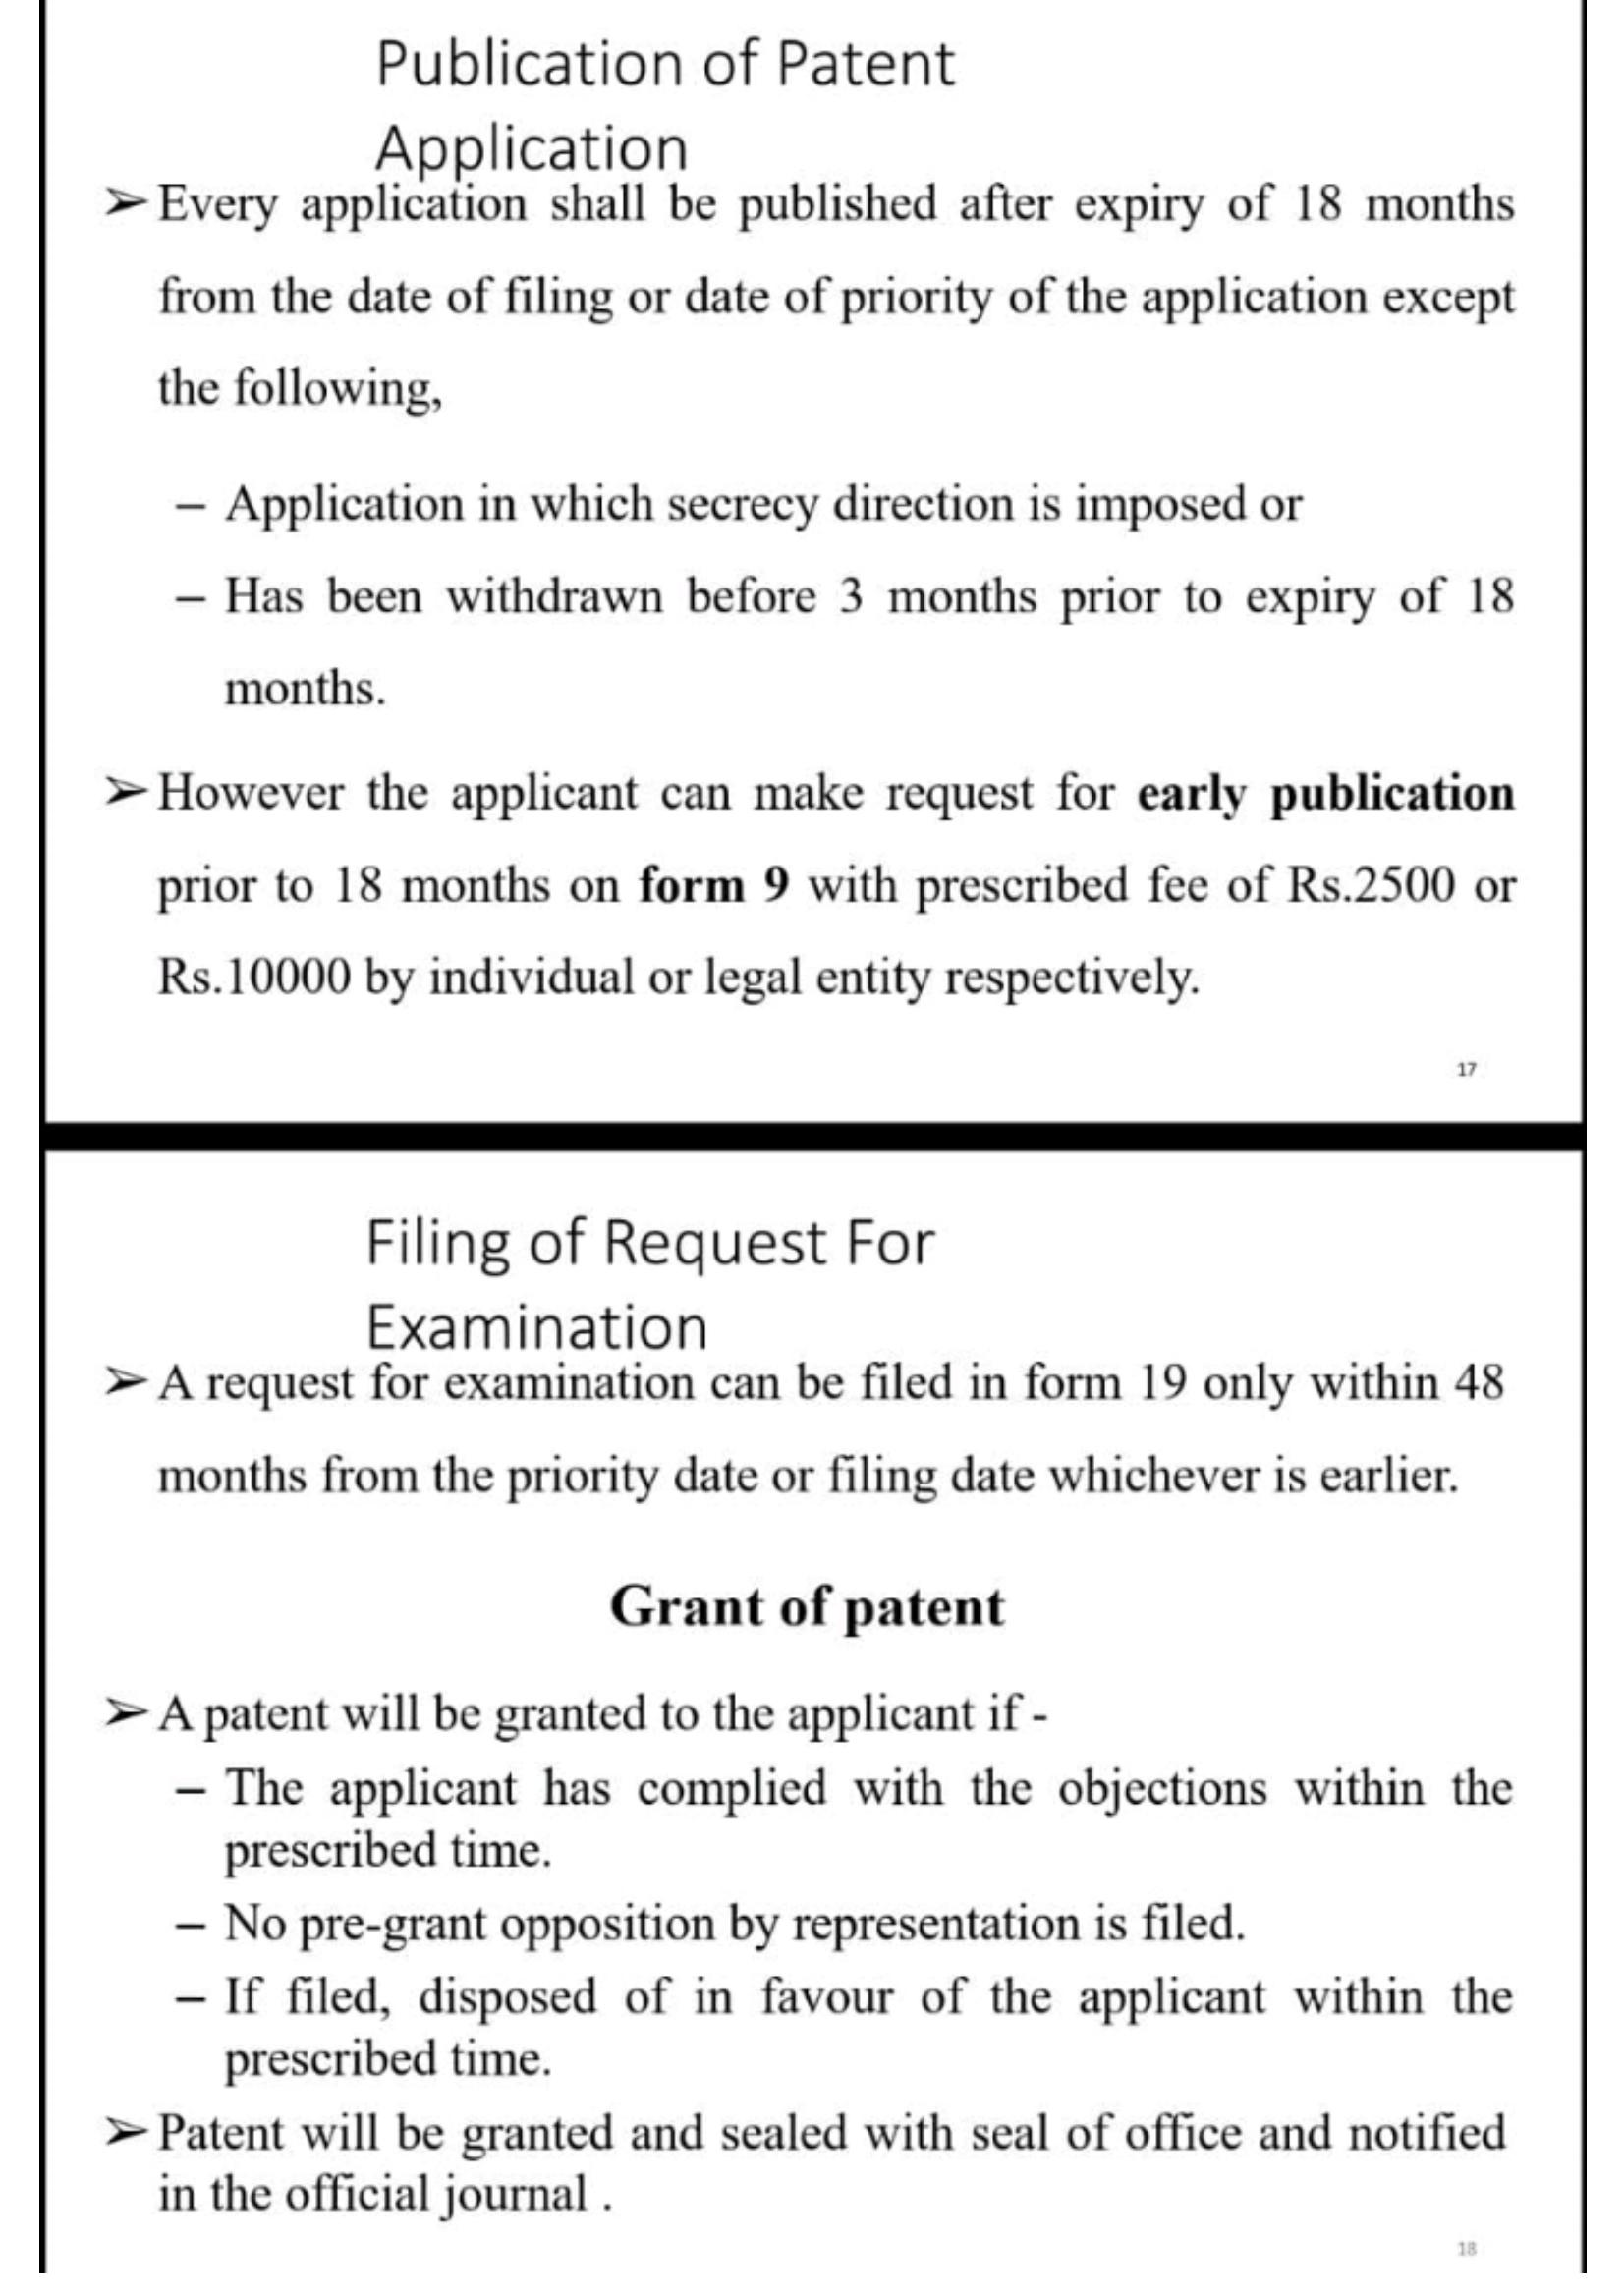 Publication of Patent
Application
➢ Every application shall be published after expiry of 18 months
from the date of filing or date of priority of the application except
the following,
– Application in which secrecy direction is imposed or
– Has been withdrawn before 3 months prior to expiry of 18
months.
➢ However the applicant can make request for early publication
prior to 18 months on form 9 with prescribed fee of Rs.2500 or
Rs.10000 by individual or legal entity respectively.
17
Filing of Request For
Examination
➢ A request for examination can be filed in form 19 only within 48
months from the priority date or filing date whichever is earlier.
Grant of patent
➢ A patent will be granted to the applicant if -
– The applicant has complied with the objections within the
prescribed time.
– No pre-grant opposition by representation is filed.
– If filed, disposed of in favour of the applicant within the
prescribed time.
➢ Patent will be granted and sealed with seal of office and notified
in the official journal .
18